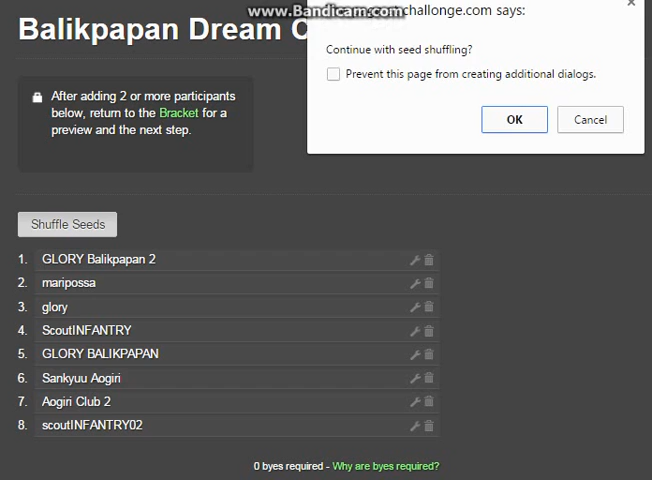 www.Bandicam.com
challonge.com says:
Balikpapan Dream
Continue with seed shuffling?
Prevent this page from creating additional dialogs.
OK
Cancel
After adding 2 or more participants
below, return to the Bracket for a
preview and the next step.
Shuffle Seeds
1. GLORY Balikpapan 2
2. mariposa
3. glory
4. ScoutINFANTRY
5. GLORY BALIKPAPAN
6. Sankyuu Aogiri
7. Aogiri Club 2
8. scoutINFANTRY02
0 byes required - Why are byes required?